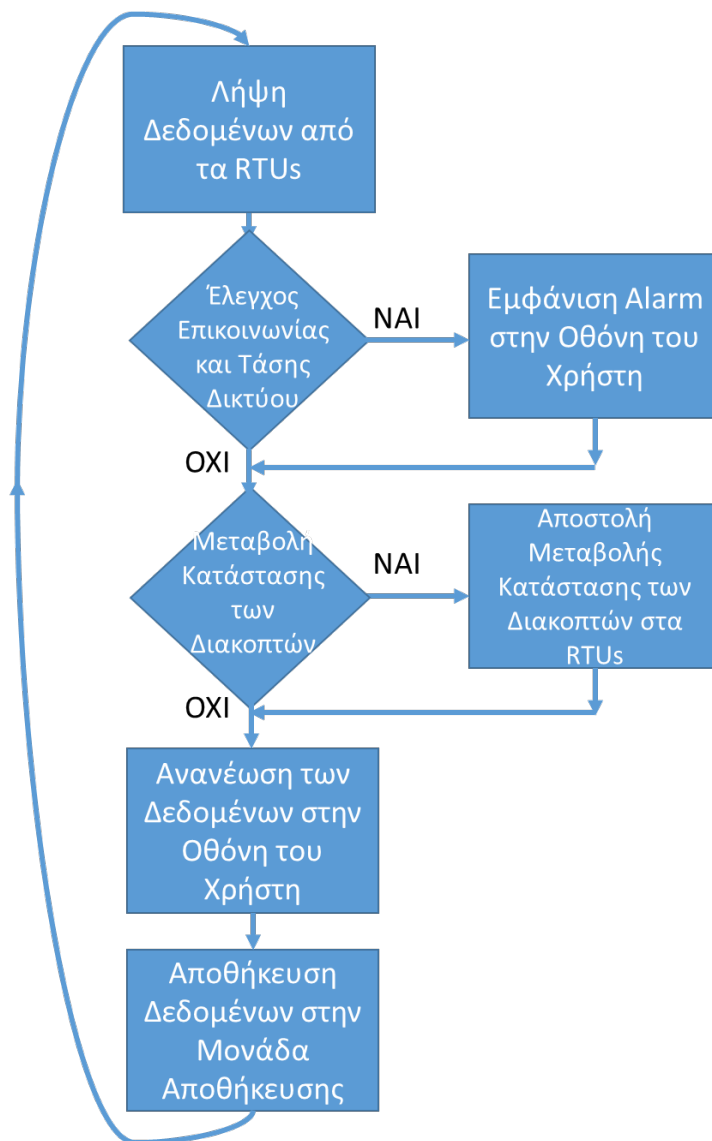 Λήψη
Δεδομένων από
τα RTUs
Έλεγχος
Επικοινωνίας
και Τάσης
Δικτύου
ΝΑΙ
Εμφάνιση Alarm
στην Οθόνη του
Χρήστη
ΟΧΙ
Μεταβολή
Κατάστασης
των
Διακοπτών
ΝΑΙ
Αποστολή
Μεταβολής
Κατάστασης των
Διακοπτών στα
RTUs
ΟΧΙ
Ανανέωση των
Δεδομένων στην
Οθόνη του
Χρήστη
Αποθήκευση
Δεδομένων στην
Μονάδα
Αποθήκευσης